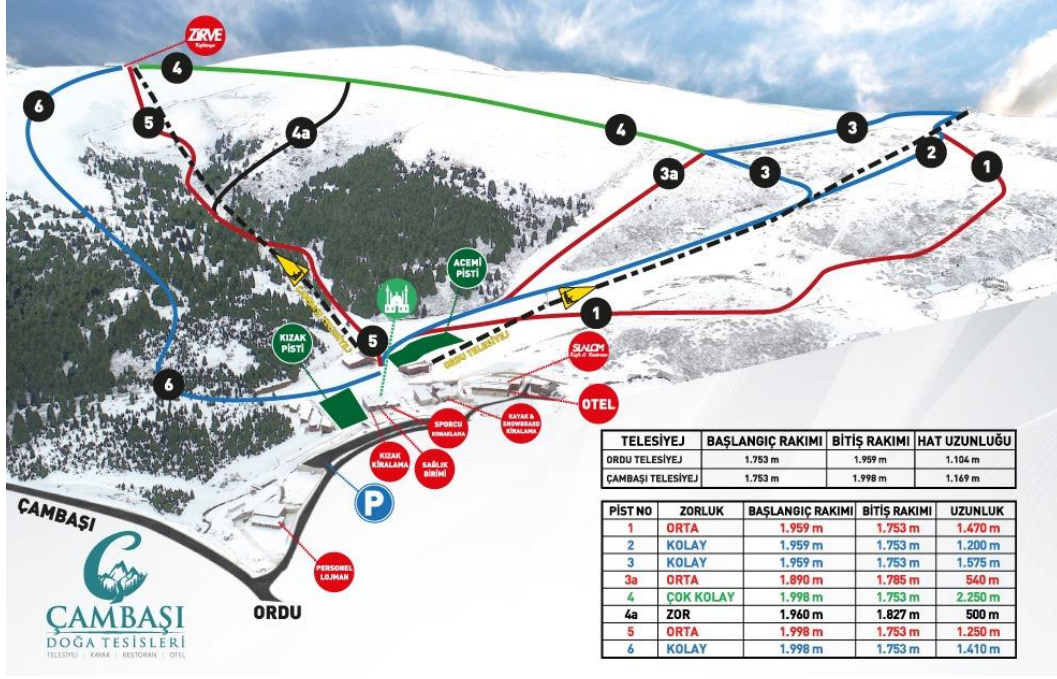 ZİRVE
Kafeterya
4
6
5
4a
4
3
3
2
1
3a
ACEMİ
PİSTİ
KIZAK
PİSTİ
ÇAMBAŞI TELESİYEJ
ORDU TELESİYEJ
1
5
6
SLALOM
Kafe & Restoran
OTEL
KAYAK &
SNOWBOARD
KİRALAMA
SPORCU
KONAKLAMA
SAĞLIK
BİRİMİ
KIZAK
KİRALAMA
P
PERSONEL
LOJMAN
ÇAMBAŞI
ORDU
ÇAMBAŞI
DOĞA TESİSLERİ
TELESİYEJ | KAYAK | RESTORAN | OTEL
TELESİYEJ BAŞLANGIÇ RAKIMI BİTİŞ RAKIMI HAT UZUNLUĞU
ORDU TELESİYEJ 1.753 m 1.959 m 1.104 m
ÇAMBAŞI TELESİYEJ 1.753 m 1.998 m 1.169 m
PİST NO ZORLUK BAŞLANGIÇ RAKIMI BİTİŞ RAKIMI UZUNLUK
1 ORTA 1.959 m 1.753 m 1.470 m
2 KOLAY 1.959 m 1.753 m 1.200 m
3 KOLAY 1.959 m 1.753 m 1.575 m
3a ORTA 1.890 m 1.785 m 540 m
4 ÇOK KOLAY 1.998 m 1.753 m 2.250 m
4a ZOR 1.960 m 1.827 m 500 m
5 ORTA 1.998 m 1.753 m 1.250 m
6 KOLAY 1.998 m 1.753 m 1.410 m